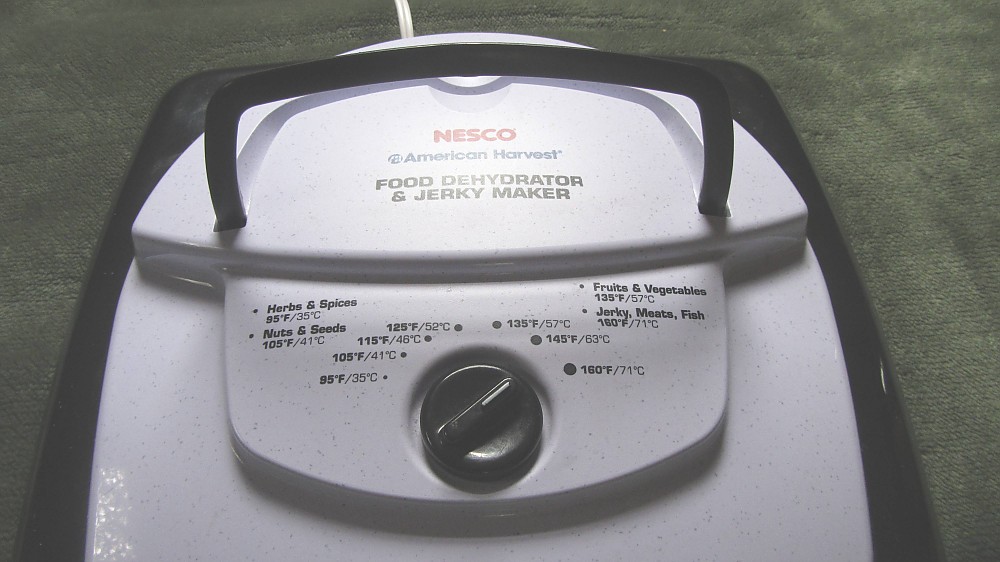 NESCO
American Harvest
FOOD DEHYDRATOR
& JERKY MAKER
• Herbs & Spices
95°F/35°C
• Nuts & Seeds
105°F/41°C
• Fruits & Vegetables
135°F/57°C
• Jerky, Meats, Fish
160°F/71°C
125°F/52°C
115°F/46°C
105°F/41°C
95°F/35°C
135°F/57°C
145°F/63°C
160°F/71°C